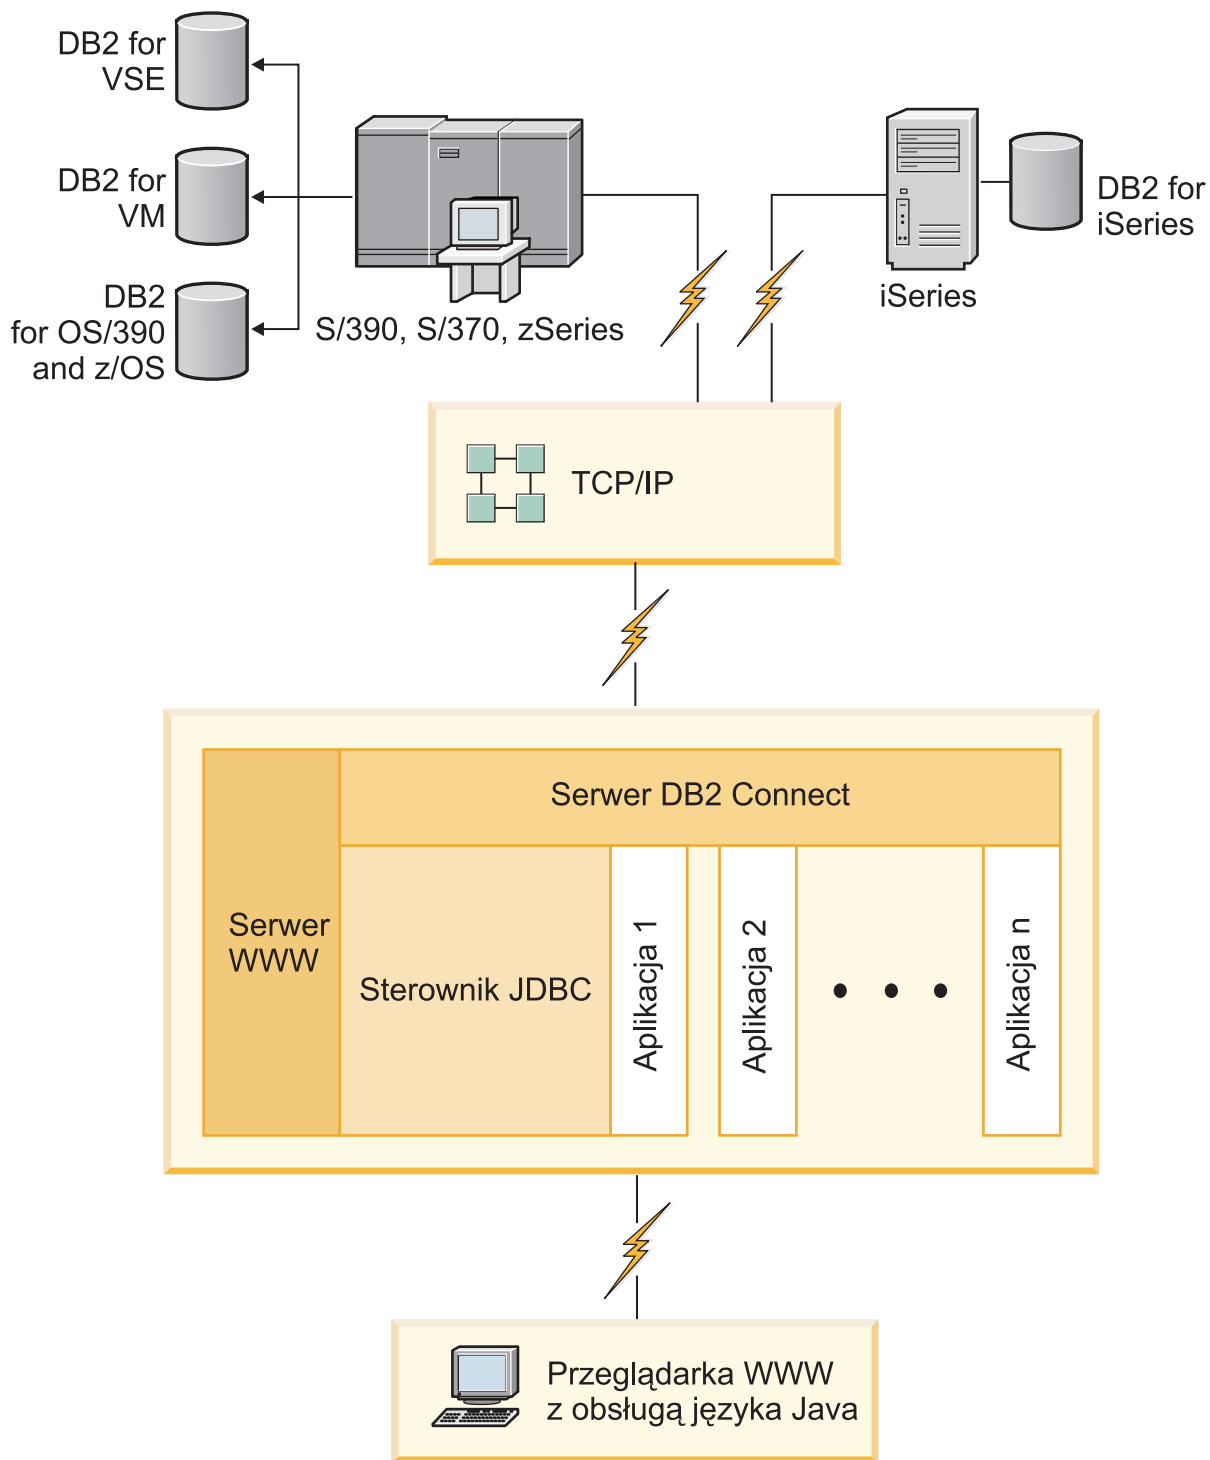 DB2 for
VSE
DB2 for
VM
DB2
for OS/390
and z/OS
S/390, S/370, zSeries
iSeries
DB2 for
iSeries
TCP/IP
Serwer DB2 Connect
Serwer
WWW
Sterownik JDBC
Aplikacja 1
Aplikacja 2
Aplikacja n
Przeglądarka WWW
z obsługą języka Java